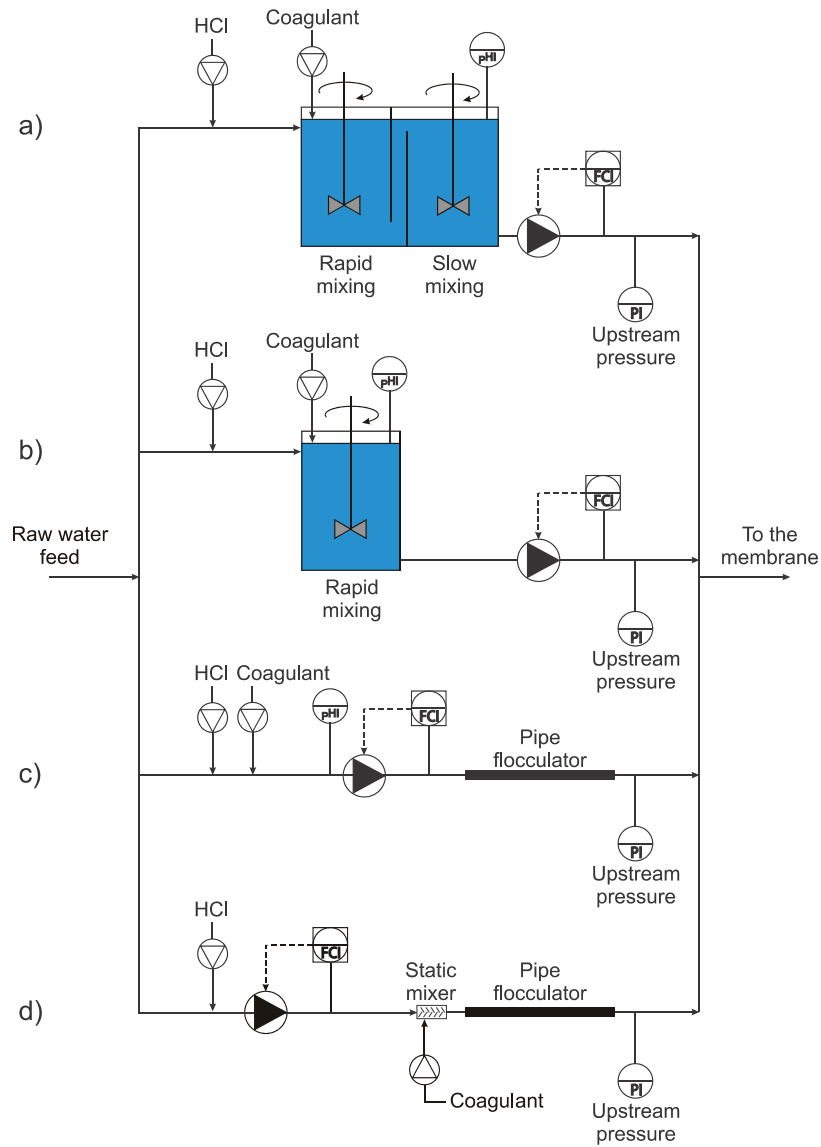 HCl
Coagulant
pHI
a)
FCI
Rapid
mixing
Slow
mixing
PI
Upstream
pressure
HCl
Coagulant
pHI
b)
FCI
Raw water
feed
To the
membrane
Rapid
mixing
PI
Upstream
pressure
HCl
Coagulant
pHI
FCI
Pipe
flocculator
c)
PI
Upstream
pressure
HCl
FCI
Static
mixer
Pipe
flocculator
d)
PI
Coagulant
Upstream
pressure